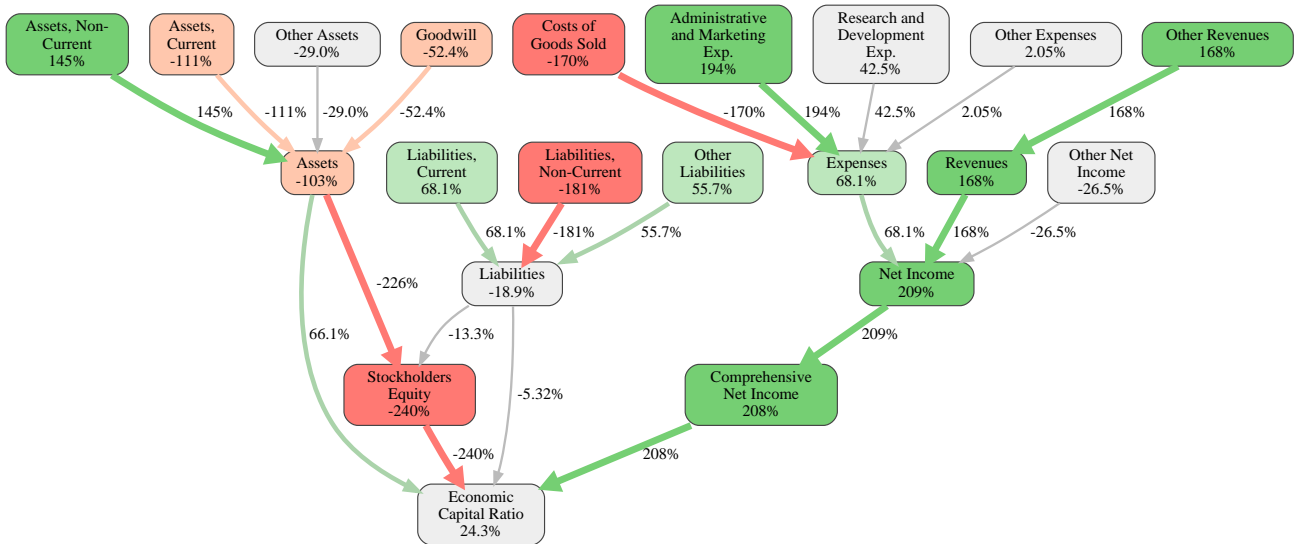 Assets, Non-
Current
145%
Assets,
Current
-111%
Other Assets
-29.0%
Goodwill
-52.4%
Costs of
Goods Sold
-170%
Administrative
and Marketing
Exp.
194%
Research and
Development
Exp.
42.5%
Other Expenses
2.05%
Other Revenues
168%
145%
-111%
-29.0%
-52.4%
-170%
194%
42.5%
2.05%
168%
Assets
-103%
Liabilities,
Current
68.1%
Liabilities,
Non-Current
-181%
Other
Liabilities
55.7%
Expenses
68.1%
Revenues
168%
Other Net
Income
-26.5%
68.1%
-181%
55.7%
68.1%
168%
-26.5%
Liabilities
-18.9%
Net Income
209%
-226%
66.1%
-13.3%
209%
Stockholders
Equity
-240%
-5.32%
Comprehensive
Net Income
208%
-240%
208%
Economic
Capital Ratio
24.3%